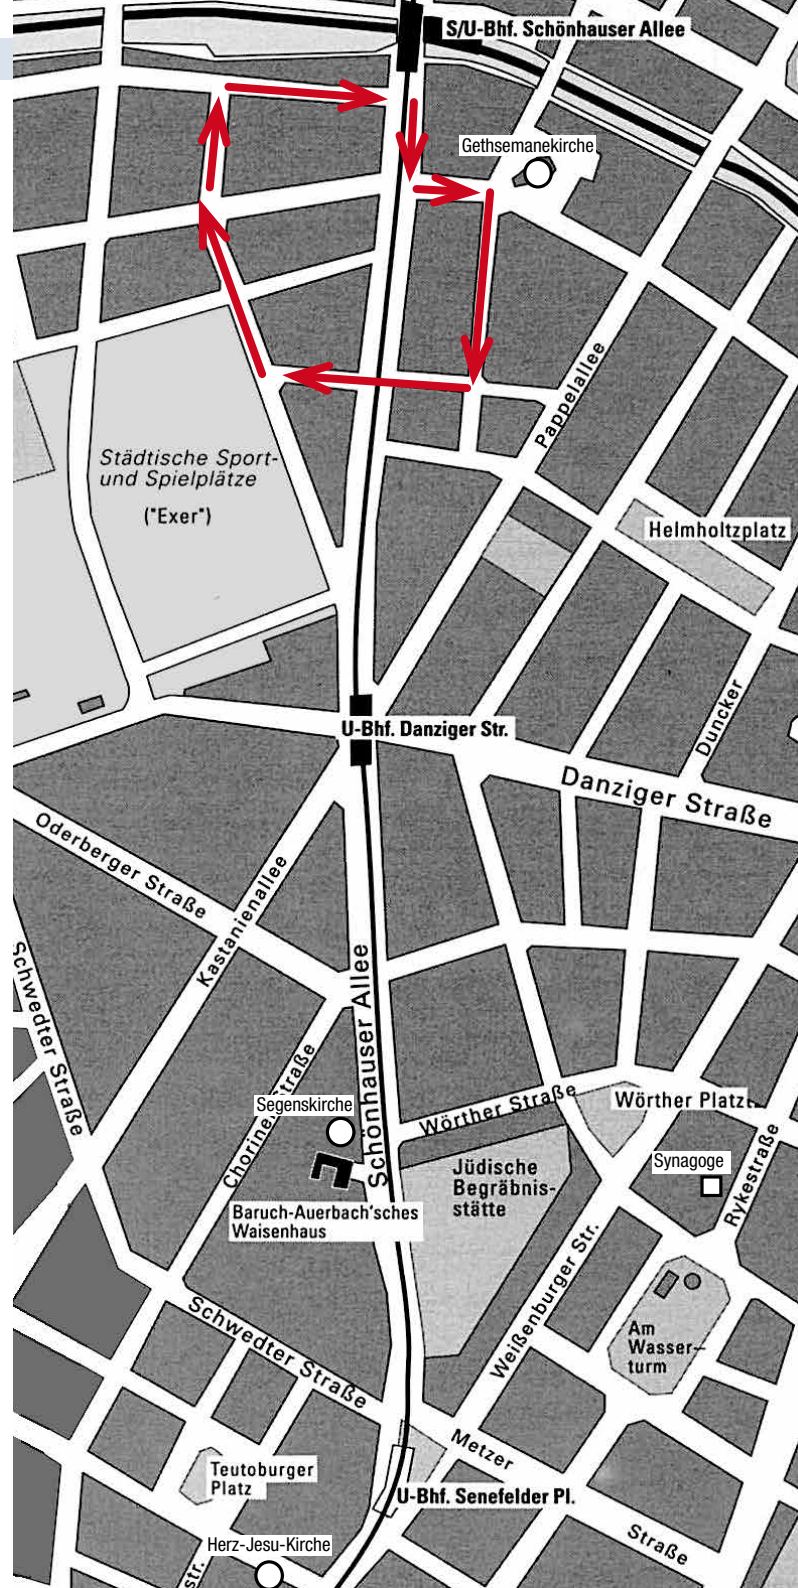 S/U-Bhf. Schönhauser Allee
Gethsemanekirche
Pappelallee
Städtische Sport-
und Spielplätze
("Exer")
Helmholtzplatz
Duncker
U-Bhf. Danziger Str.
Danziger Straße
Oderberger Straße
Kastanienallee
Schwedter Straße
Schönhauser Allee
Choriner Straße
Segenskirche
Wörther Straße
Wörther Platz
Jüdische
Begräbnis-
stätte
Synagoge
Rykestraße
Baruch-Auerbach'sches
Waisenhaus
Weißenburger Str.
Am
Wasser-
turm
Schwedter Straße
Metzer
Straße
Teutoburger
Platz
U-Bhf. Senefelder Pl.
Herz-Jesu-Kirche
str.